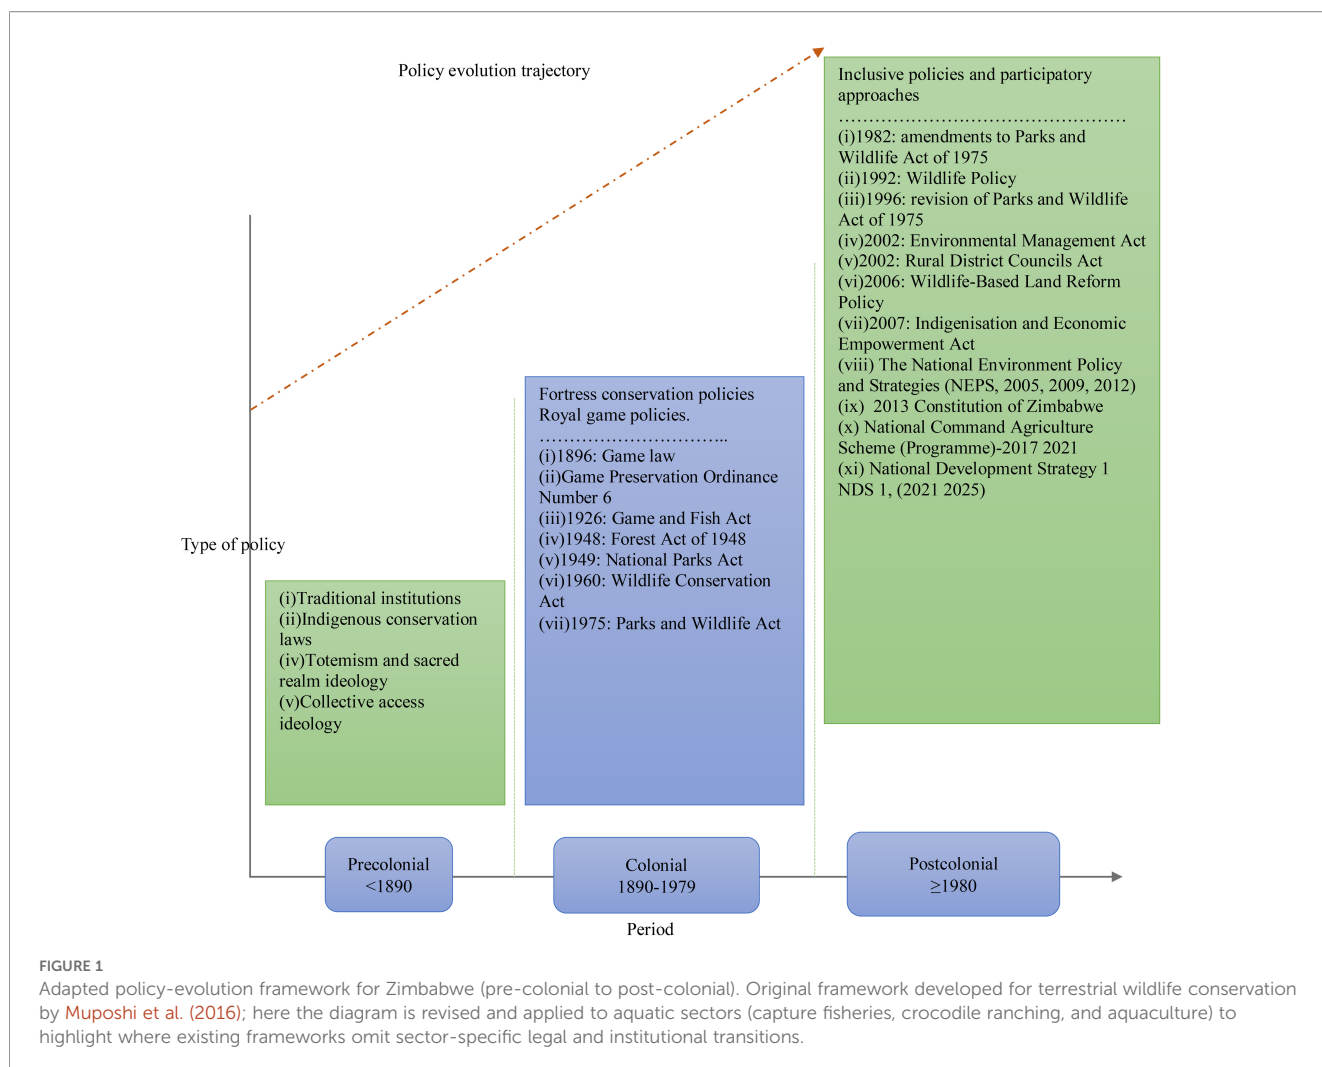 Policy evolution trajectory
Inclusive policies and participatory
approaches
…………………………………………
(i)1982: amendments to Parks and
Wildlife Act of 1975
(ii)1992: Wildlife Policy
(iii)1996: revision of Parks and Wildlife
Act of 1975
(iv)2002: Environmental Management Act
(v)2002: Rural District Councils Act
(vi)2006: Wildlife-Based Land Reform
Policy
(vii)2007: Indigenisation and Economic
Empowerment Act
(viii) The National Environment Policy
and Strategies (NEPS, 2005, 2009, 2012)
(ix)  2013 Constitution of Zimbabwe
(x) National Command Agriculture
Scheme (Programme)-2017 2021
(xi) National Development Strategy 1
NDS 1, (2021 2025)
Fortress conservation policies
Royal game policies.
…………………………..
(i)1896: Game law
(ii)Game Preservation Ordinance
Number 6
(iii)1926: Game and Fish Act
(iv)1948: Forest Act of 1948
(v)1949: National Parks Act
(vi)1960: Wildlife Conservation
Act
(vii)1975: Parks and Wildlife Act
Type of policy
(i)Traditional institutions
(ii)Indigenous conservation
laws
(iv)Totemism and sacred
realm ideology
(v)Collective access
ideology
Precolonial
<1890
Colonial
1890-1979
Postcolonial
≥1980
Period
FIGURE 1
Adapted policy-evolution framework for Zimbabwe (pre-colonial to post-colonial). Original framework developed for terrestrial wildlife conservation
by Muposhi et al. (2016); here the diagram is revised and applied to aquatic sectors (capture fisheries, crocodile ranching, and aquaculture) to
highlight where existing frameworks omit sector-specific legal and institutional transitions.